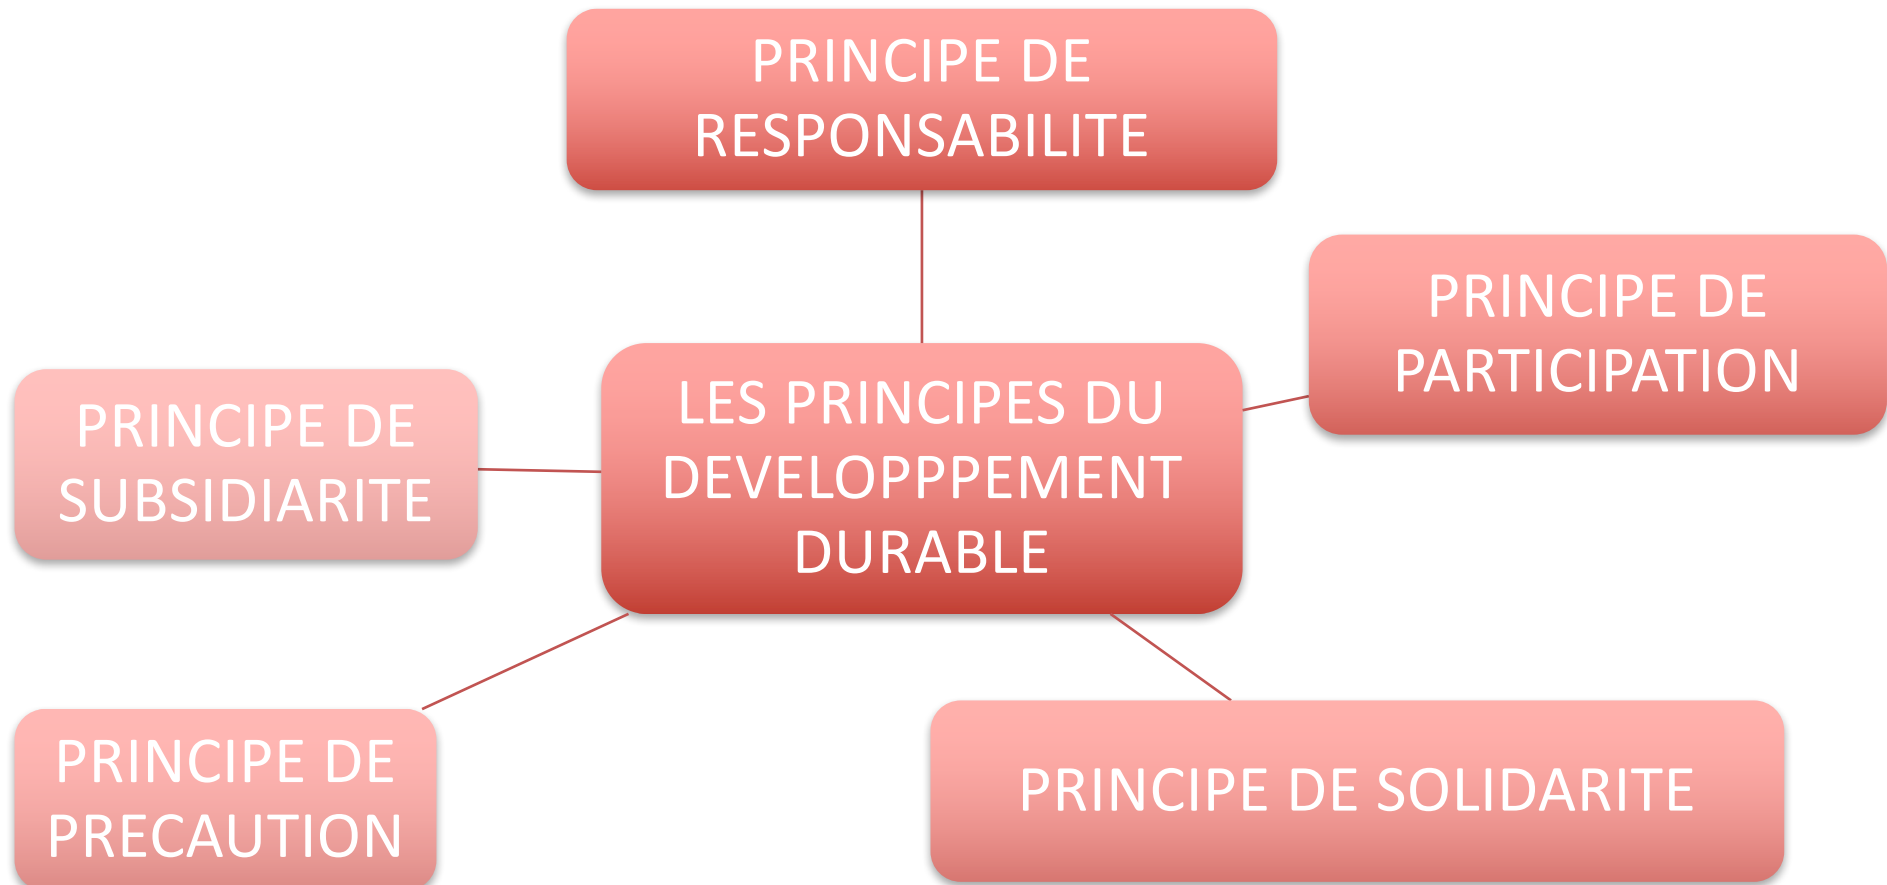 PRINCIPE DE
RESPONSABILITE
PRINCIPE DE
PARTICIPATION
LES PRINCIPES DU
DEVELOPPPEMENT
DURABLE
PRINCIPE DE
SUBSIDIARITE
PRINCIPE DE
PRECAUTION
PRINCIPE DE SOLIDARITE